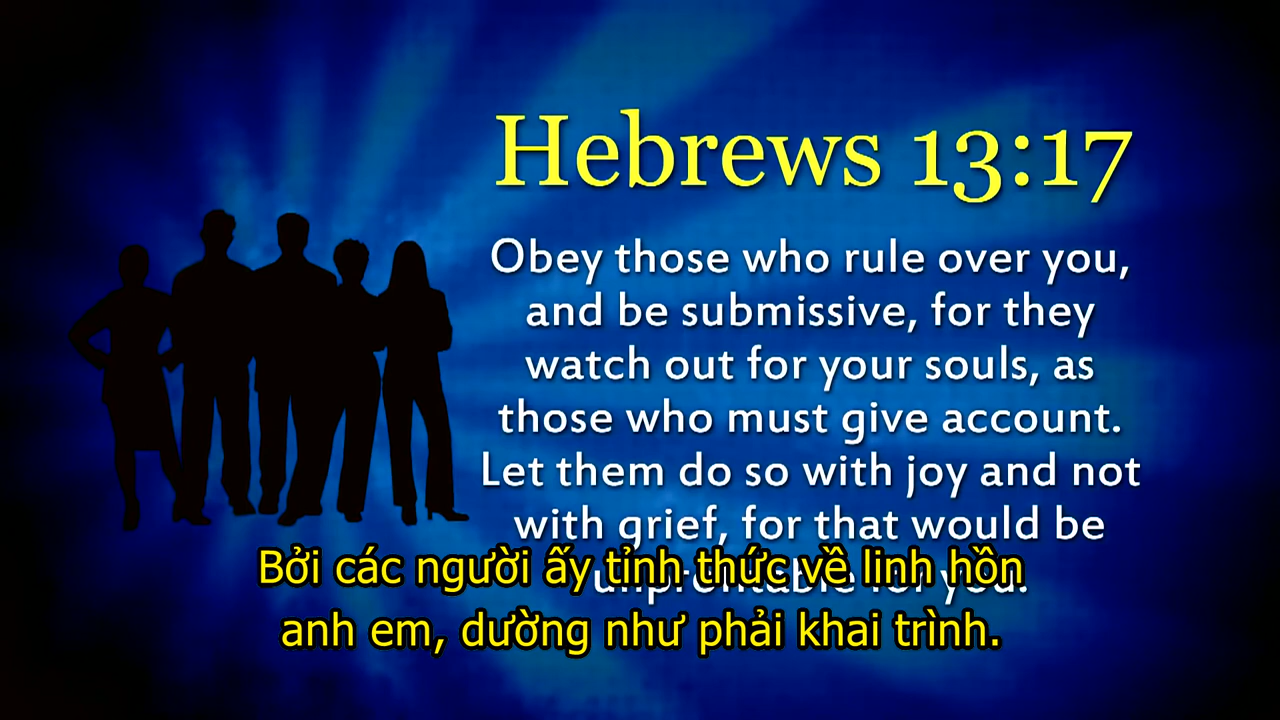 Hebrews 13:17
Obey those who rule over you,
and be submissive, for they
watch out for your souls, as
those who must give account.
Let them do so with joy and not
with grief, for that would be
unprofitable for you.
Bởi các người ấy tỉnh thức về linh hồn
anh em, dường như phải khai trình.